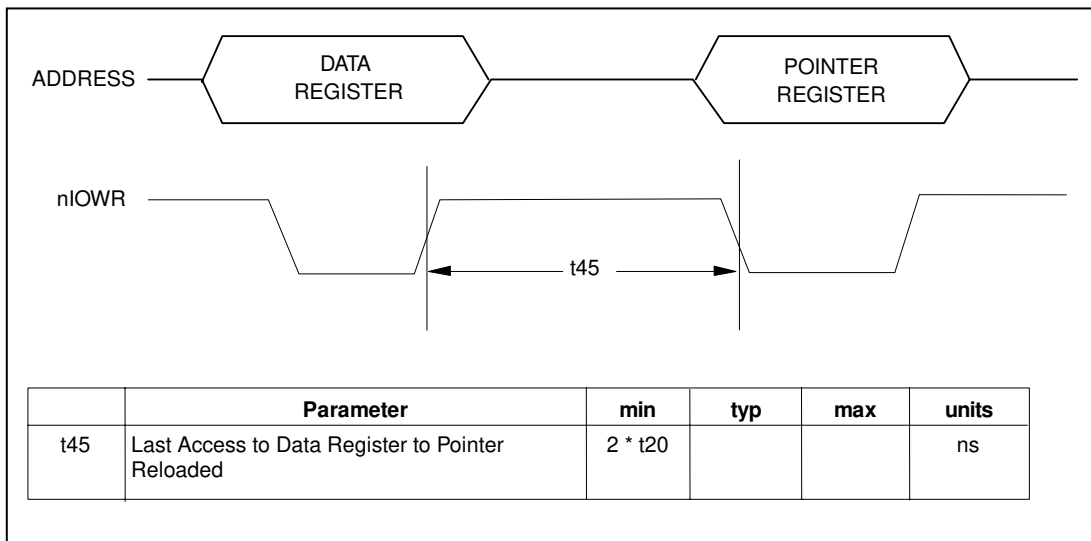 ADDRESS
DATA
REGISTER
POINTER
REGISTER
nIOWR
t45
Parameter min typ max units
t45 Last Access to Data Register to Pointer 2 * t20 ns
Reloaded